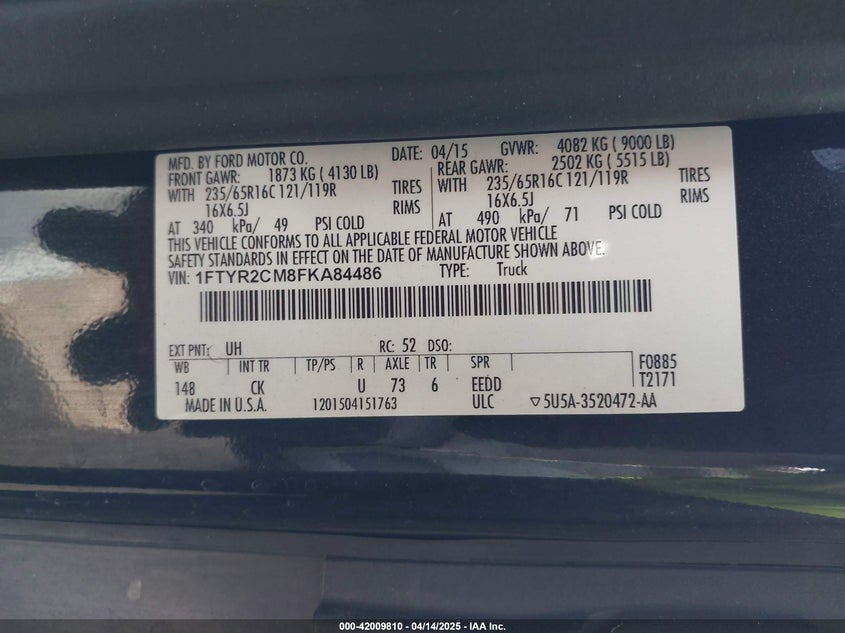 MFD. BY FORD MOTOR CO. DATE: 04/15 GVWR: 4082 KG ( 9000 LB)
FRONT GAWR: 1873 KG ( 4130 LB) REAR GAWR: 2502 KG ( 5515 LB)
WITH 235/65R16C 121/119R TIRES WITH 235/65R16C 121/119R TIRES
16X6.5J RIMS 16X6.5J RIMS
AT 340 kPa/ 49 PSI COLD AT 490 kPa/ 71 PSI COLD
THIS VEHICLE CONFORMS TO ALL APPLICABLE FEDERAL MOTOR VEHICLE
SAFETY STANDARDS IN EFFECT ON THE DATE OF MANUFACTURE SHOWN ABOVE.
VIN: 1FTYR2CM8FKA84486 TYPE: Truck
EXT PNT: UH RC: 52 DSO: F0885
WB INT TR TP/PS R AXLE TR SPR T2171
148 CK U 73 6 EEDD
MADE IN U.S.A. 1201504151763 ULC ▽5U5A-3520472-AA
000-42009810 | 04/14/2025 - IAA Inc.